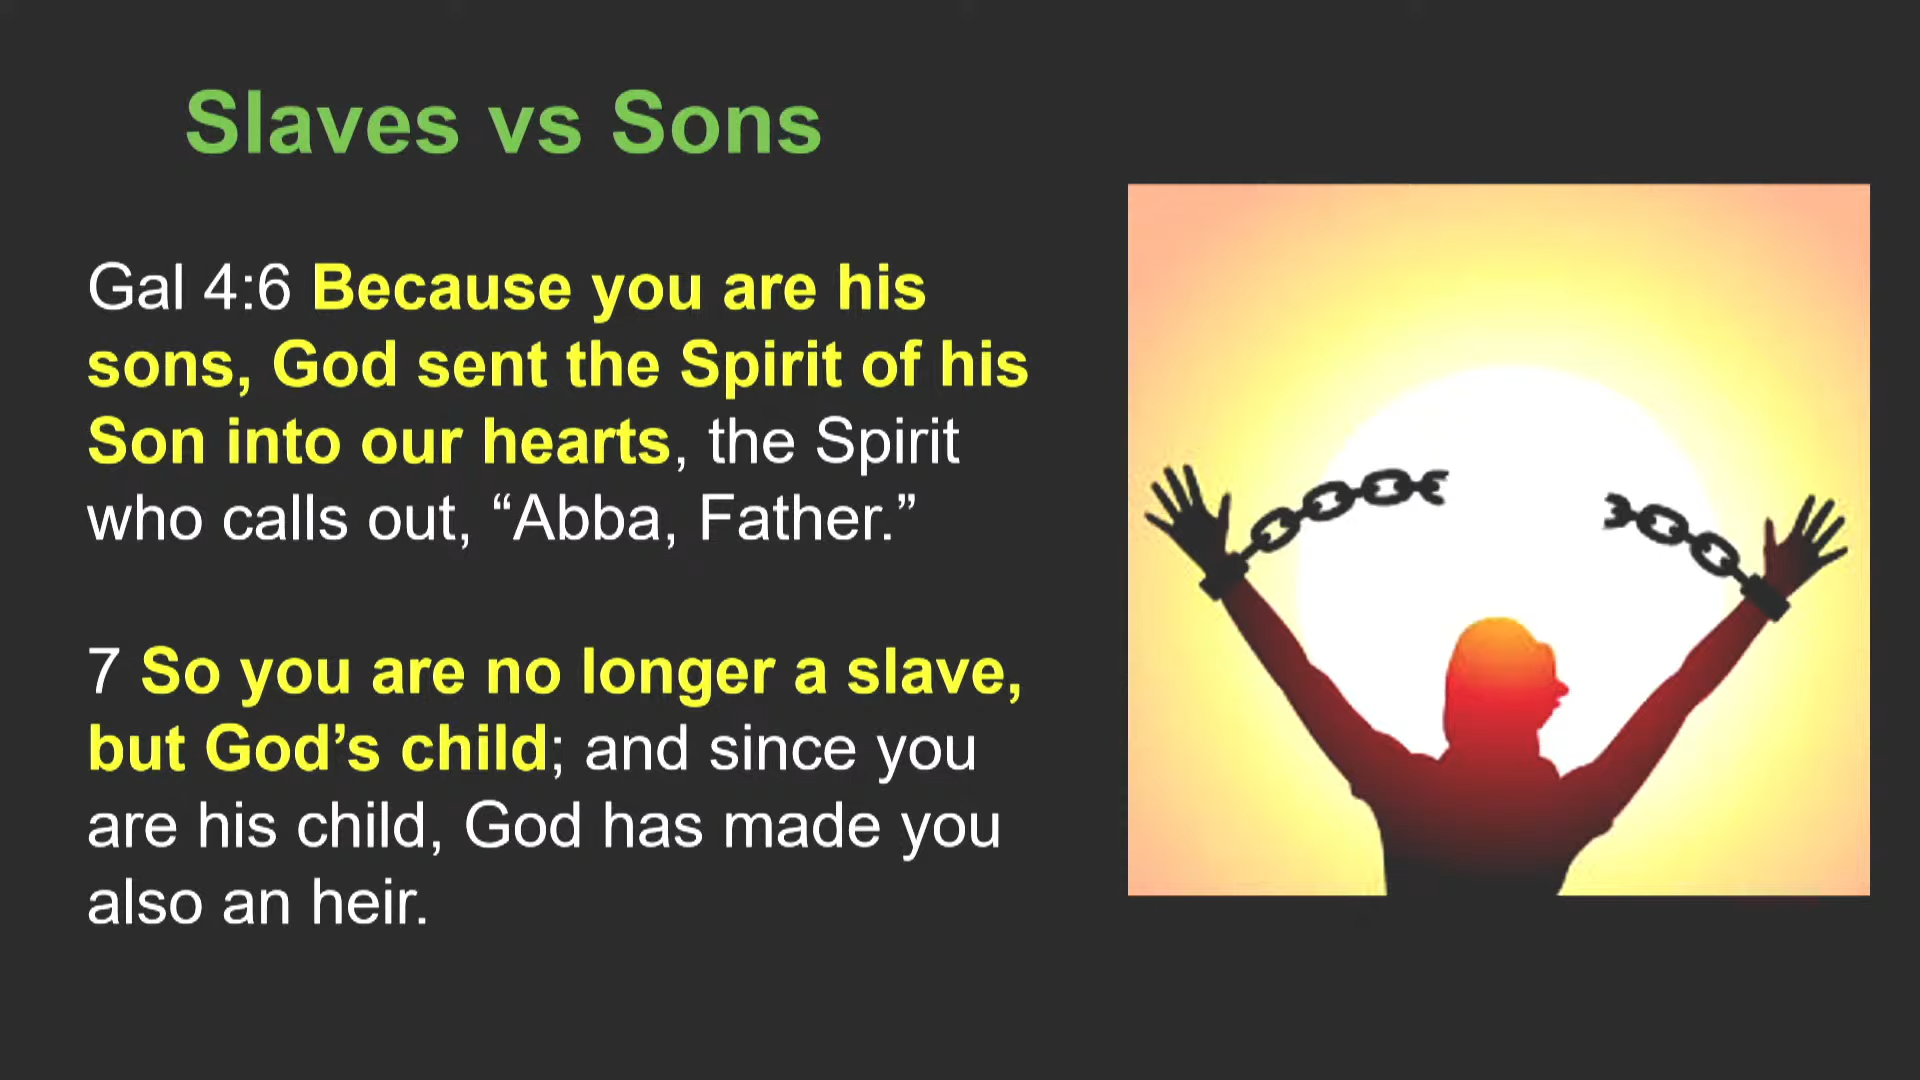 Slaves vs Sons
Gal 4:6 Because you are his
sons, God sent the Spirit of his
Son into our hearts, the Spirit
who calls out, “Abba, Father.”
7 So you are no longer a slave,
but God’s child; and since you
are his child, God has made you
also an heir.